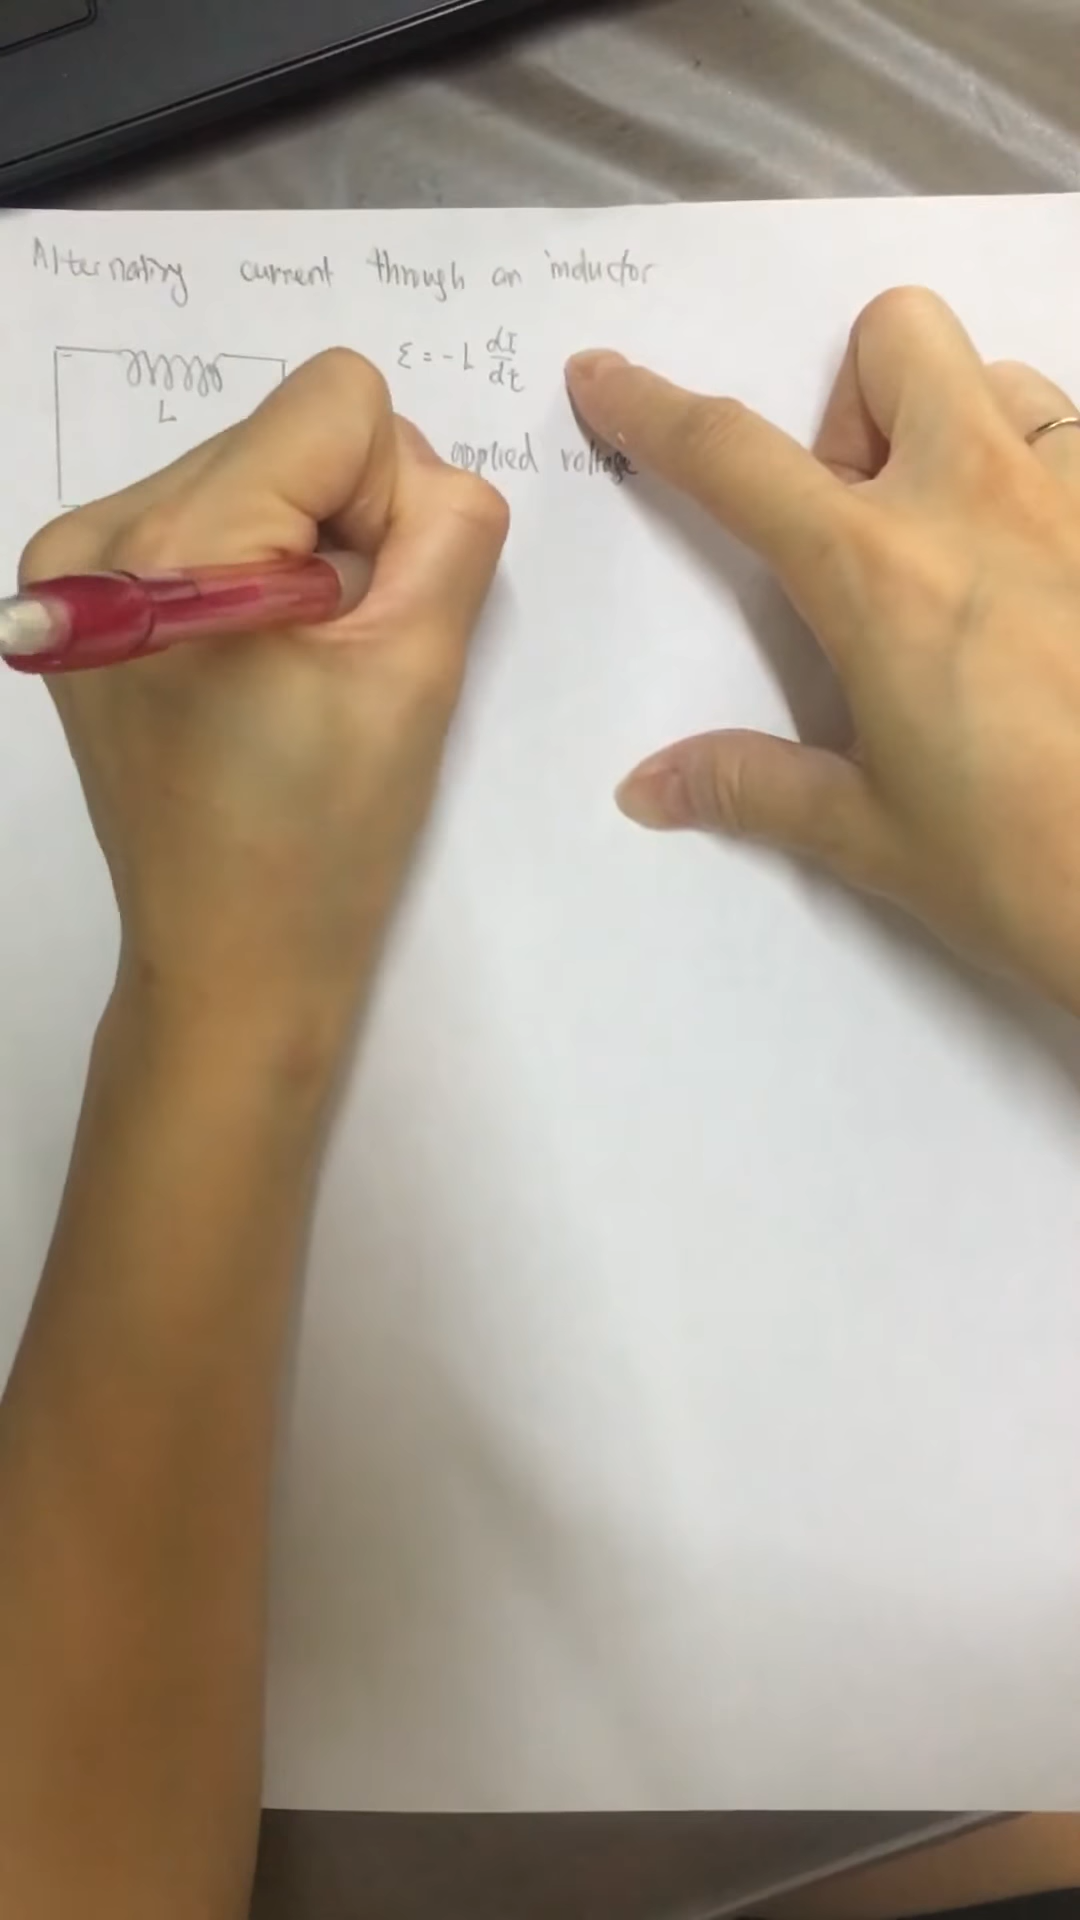 Alternating current through an inductor
ε = - L dI/dt
L
applied voltage